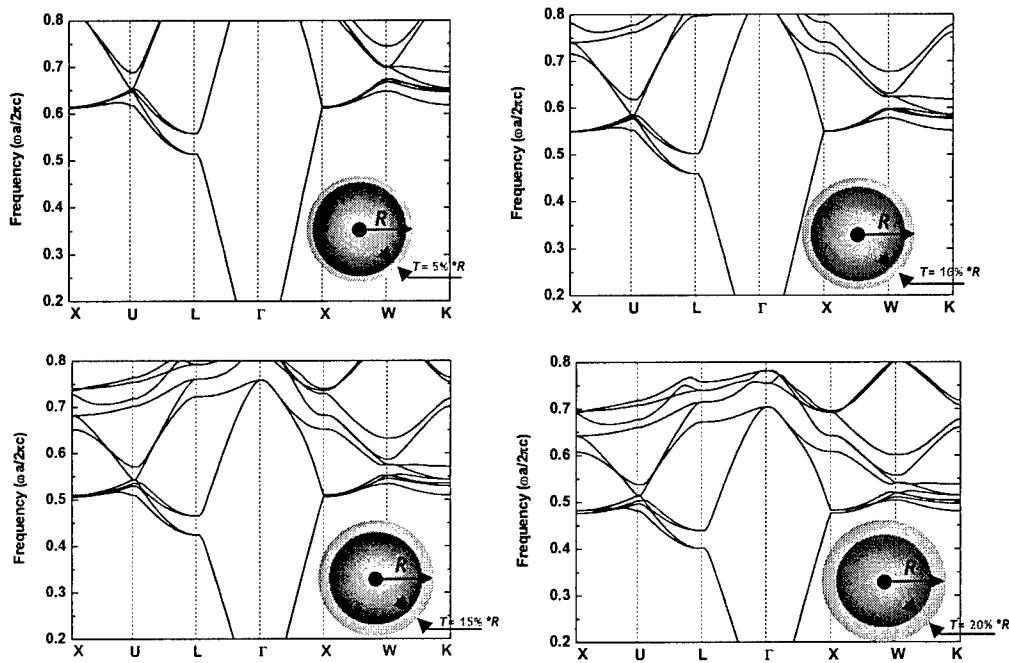 Frequency (ωa/2πc)
0.8
0.7
0.6
0.5
0.4
0.3
0.2
X U L Γ X W K
R
T= 5% *R
Frequency (ωa/2πc)
0.8
0.7
0.6
0.5
0.4
0.3
0.2
X U L Γ X W K
R
T= 10% *R
Frequency (ωa/2πc)
0.8
0.7
0.6
0.5
0.4
0.3
0.2
X U L Γ X W K
R
T= 15% *R
Frequency (ωa/2πc)
0.8
0.7
0.6
0.5
0.4
0.3
0.2
X U L Γ X W K
R
T= 20% *R